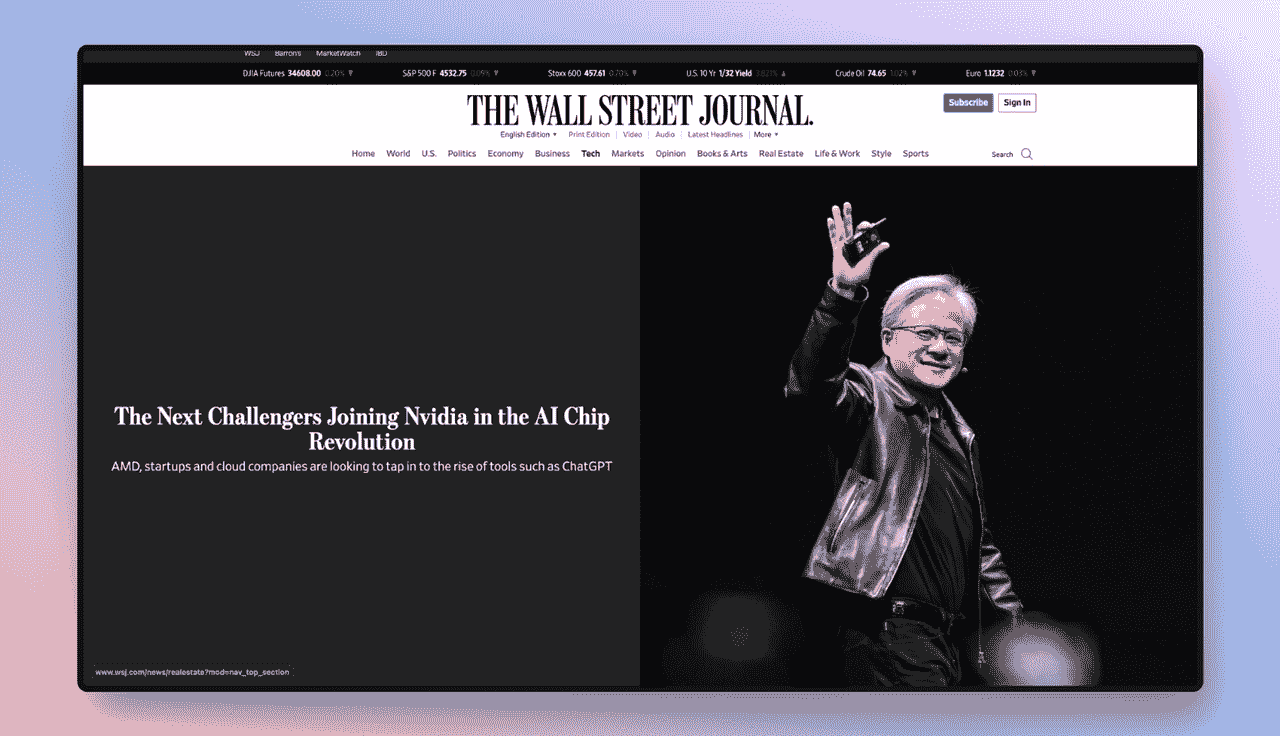 WSJ Barron's MarketWatch IBD
DJIA Futures 34608.00 0.20% ▼ S&P 500 F 4532.75 0.09% ▼ Stoxx 600 457.61 0.70% ▼ U.S. 10 Yr 1/32 Yield 3.821% ▲ Crude Oil 74.65 1.02% ▼ Euro 1.1232 0.03% ▼
THE WALL STREET JOURNAL.
Subscribe Sign In
English Edition ▼ Print Edition Video Audio Latest Headlines More ▼
Home World U.S. Politics Economy Business Tech Markets Opinion Books & Arts Real Estate Life & Work Style Sports Search
The Next Challengers Joining Nvidia in the AI Chip
Revolution
AMD, startups and cloud companies are looking to tap in to the rise of tools such as ChatGPT
www.wsj.com/news/realestate?mod=nav_top_section